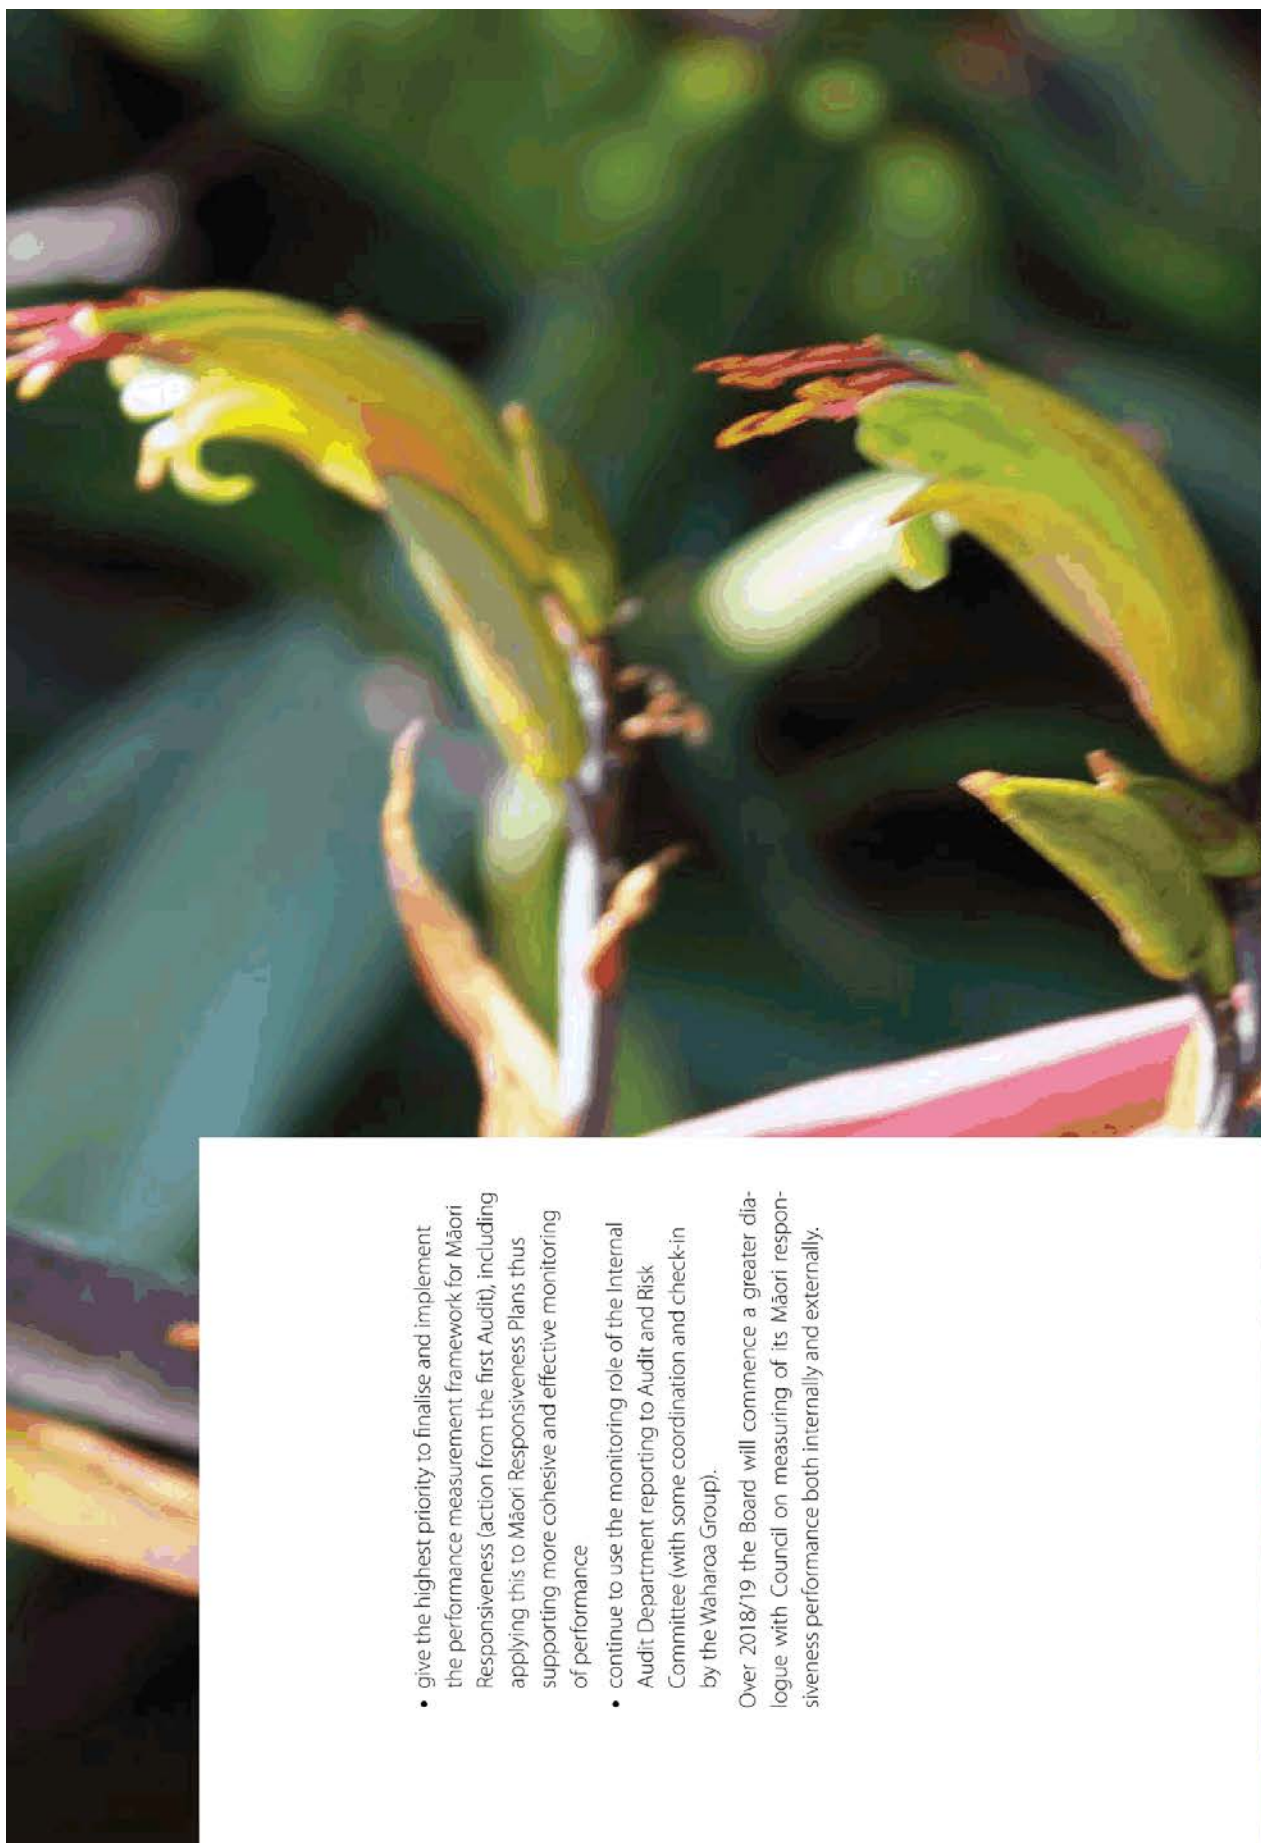 • give the highest priority to finalise and implement
the performance measurement framework for Māori
Responsiveness (action from the first Audit), including
applying this to Māori Responsiveness Plans thus
supporting more cohesive and effective monitoring
of performance
• continue to use the monitoring role of the Internal
Audit Department reporting to Audit and Risk
Committee (with some coordination and check-in
by the Waharoa Group).
Over 2018/19 the Board will commence a greater dia-
logue with Council on measuring of its Māori respon-
siveness performance both internally and externally.